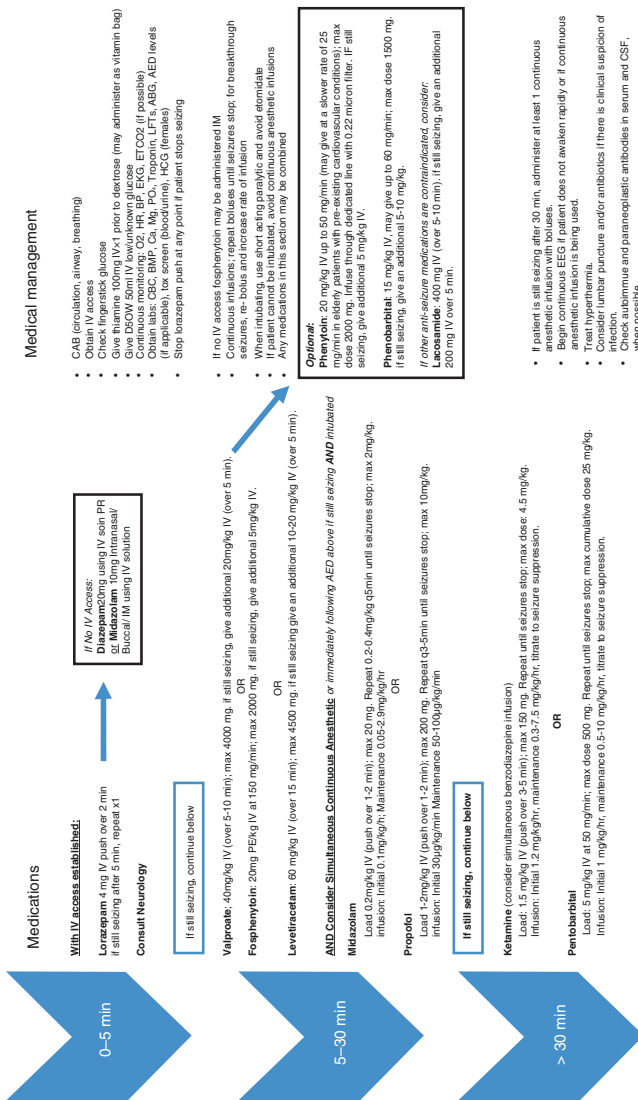 Medications
Medical management
0–5 min
With IV access established:
Lorazepam 4 mg IV push over 2 min
if still seizing after 5 min, repeat x1
Consult Neurology
If No IV Access:
Diazepam20mg using IV soin PR
or Midazolam 10mg Intranasal/
Buccal/ IM using IV solution
• CAB (circulation, airway, breathing)
• Obtain IV access
• Check fingerstick glucose
• Give thiamine 100mg IVx1 prior to dextrose (may administer as vitamin bag)
• Give D5OW 50ml IV low/unknown glucose
• Continuous monitoring: O2, HR, BP, EKG, ETCO2 (if possible)
• Obtain labs: CBC, BMP, Ca, Mg, PO₄, Troponin, LFTs, ABG, AED levels
(if applicable), tox screen (blood/urine), HCG (females)
• Stop lorazepam push at any point if patient stops seizing
If still seizing, continue below
5–30 min
Valproate: 40mg/kg IV (over 5-10 min); max 4000 mg. if still seizing, give additional 20mg/kg IV (over 5 min).
OR
Fosphenytoin: 20mg PE/kg IV at 150 mg/min; max 2000 mg. if still seizing, give additional 5mg/kg IV.
OR
Levetiracetam: 60 mg/kg IV (over 15 min); max 4500 mg. if still seizing give an additional 10-20 mg/kg IV (over 5 min).
AND Consider Simultaneous Continuous Anesthetic or immediately following AED above if still seizing AND intubated
Midazolam
Load 0.2mg/kg IV (push over 1-2 min); max 20 mg. Repeat 0.2-0.4mg/kg q5min until seizures stop; max 2mg/kg.
infusion: Initial 0.1mg/kg/h; Maintenance 0.05-2.9mg/kg/hr
OR
Propofol
Load 1-2mg/kg IV (push over 1-2 min); max 200 mg. Repeat q3-5min until seizures stop; max 10mg/kg.
infusion: Initial 30µg/kg/min Maintenance 50-100µg/kg/min
• If no IV access fosphenytoin may be administered IM
• Continuous infusions: repeat boluses until seizures stop; for breakthrough
seizures, re- bolus and increase rate of infusion
• When intubating, use short acting paralytic and avoid etomidate
• If patient cannot be intubated, avoid continuous anesthetic infusions
• Any medications in this section may be combined
Optional:
Phenytoin: 20 mg/kg IV up to 50 mg/min (may give at a slower rate of 25
mg/min in elderly patients with pre-existing cardiovascular conditions); max
dose 2000 mg. Infuse through dedicated line with 0.22 micron filter. IF still
seizing, give additional 5 mg/kg IV.
Phenobarbital: 15 mg/kg IV, may give up to 60 mg/min; max dose 1500 mg.
if still seizing, give an additional 5-10 mg/kg.
If other anti-seizure medications are contraindicated, consider:
Lacosamide: 400 mg IV (over 5-10 min). if still seizing, give an additional
200 mg IV over 5 min.
If still seizing, continue below
> 30 min
Ketamine (consider simultaneous benzodiazepine infusion)
Load: 1.5 mg/kg IV (push over 3-5 min); max 150 mg. Repeat until seizures stop; max dose: 4.5 mg/kg.
Infusion: Initial 1.2 mg/kg/hr, maintenance 0.3-7.5 mg/kg/hr, titrate to seizure suppression.
OR
Pentobarbital
Load: 5 mg/kg IV at 50 mg/min; max dose 500 mg. Repeat until seizures stop; max cumulative dose 25 mg/kg.
Infusion: Initial 1 mg/kg/hr, maintenance 0.5-10 mg/kg/hr, titrate to seizure suppression.
• If patient is still seizing after 30 min, administer at least 1 continuous
anesthetic infusion with boluses.
• Begin continuous EEG if patient does not awaken rapidly or if continuous
anesthetic infusion is being used.
• Treat hyperthermia.
• Consider lumbar puncture and/or antibiotics if there is clinical suspicion of
infection.
• Check autoimmue and paraneoplastic antibodies in serum and CSF,
when possible